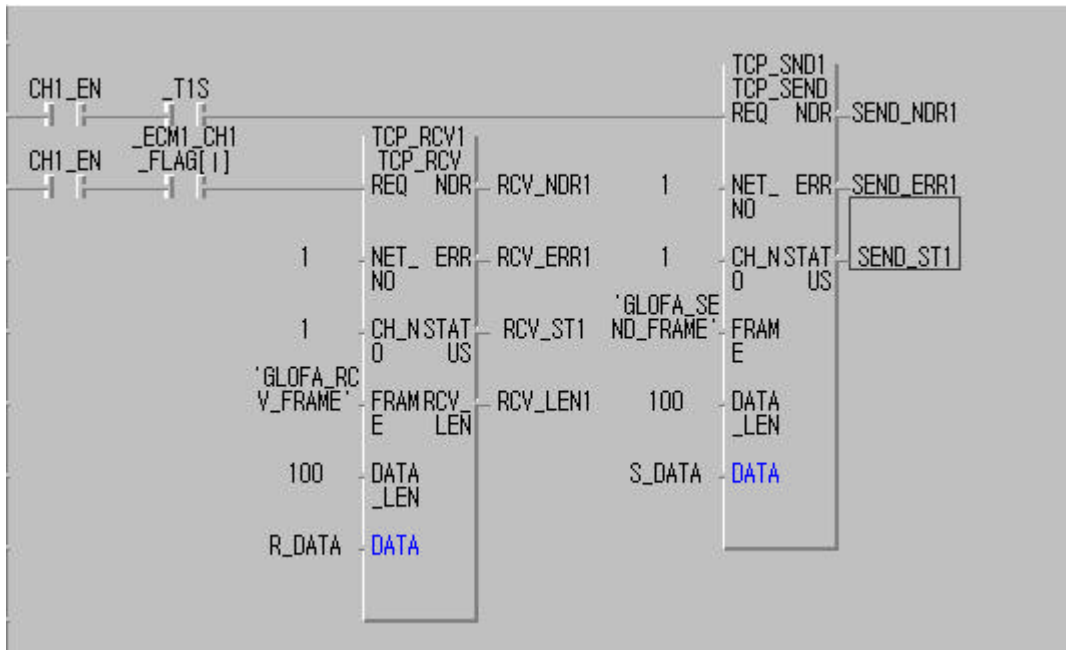 TCP_SND1
CH1_EN _T1S TCP_SEND
REQ NDR SEND_NDR1
_ECM1_CH1 TCP_RCV1
CH1_EN _FLAG[|] TCP_RCV
REQ NDR RCV_NDR1 1 NET_ ERR SEND_ERR1
NO
1 NET_ ERR RCV_ERR1 1 CH_N STAT SEND_ST1
NO O US
'GLOFA_SE
1 CH_N STAT RCV_ST1 ND_FRAME' FRAM
O US E
'GLOFA_RC
V_FRAME' FRAM RCV_ RCV_LEN1 100 DATA
E LEN _LEN
100 DATA S_DATA DATA
_LEN
R_DATA DATA